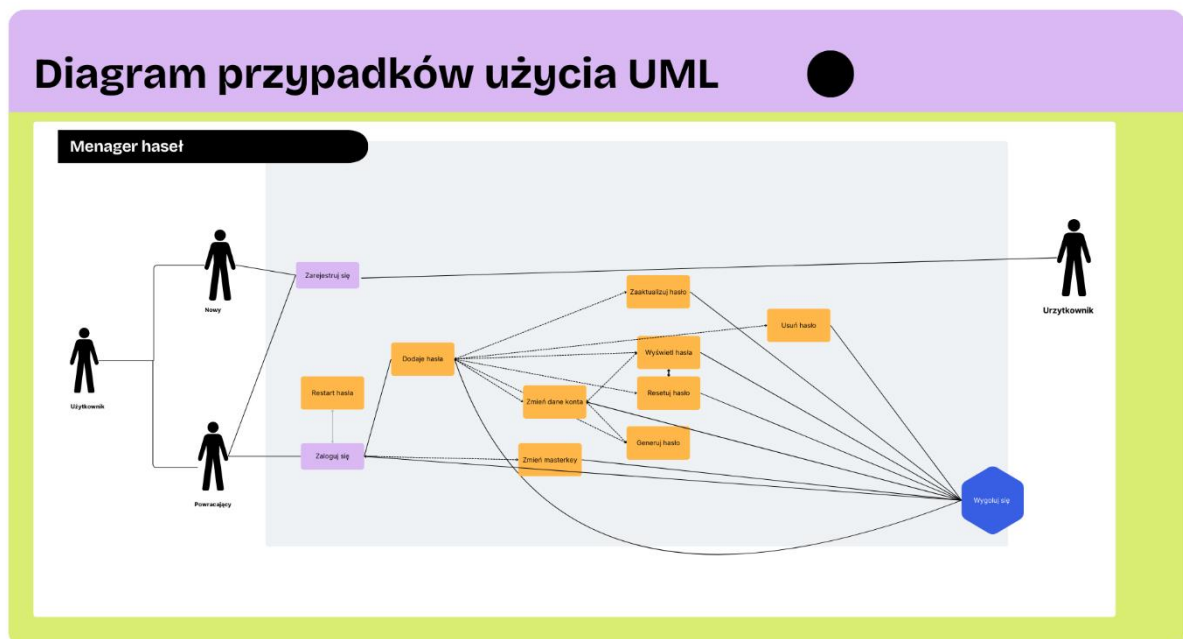 Diagram przypadków użycia UML
Menager haseł
Zarejestruj się
Nowy
Zaaktualizuj hasło
Urzytkownik
Usuń hasło
Dodaje hasła
Wyświetl hasła
Użytkownik
Restart hasła
Resetuj hasło
Zmień dane konta
Generuj hasło
Zaloguj się
Zmień masterkey
Powracający
Wygoluj się